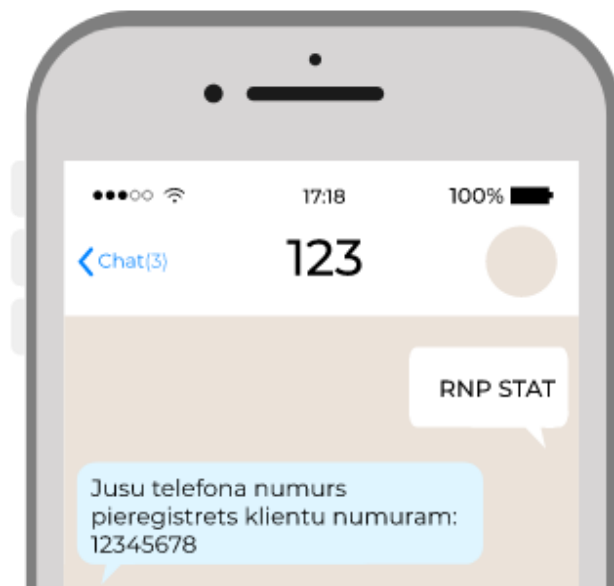 17:18
100%
Chat(3)
123
RNP STAT
Jusu telefona numurs
pieregistrets klientu numuram:
12345678